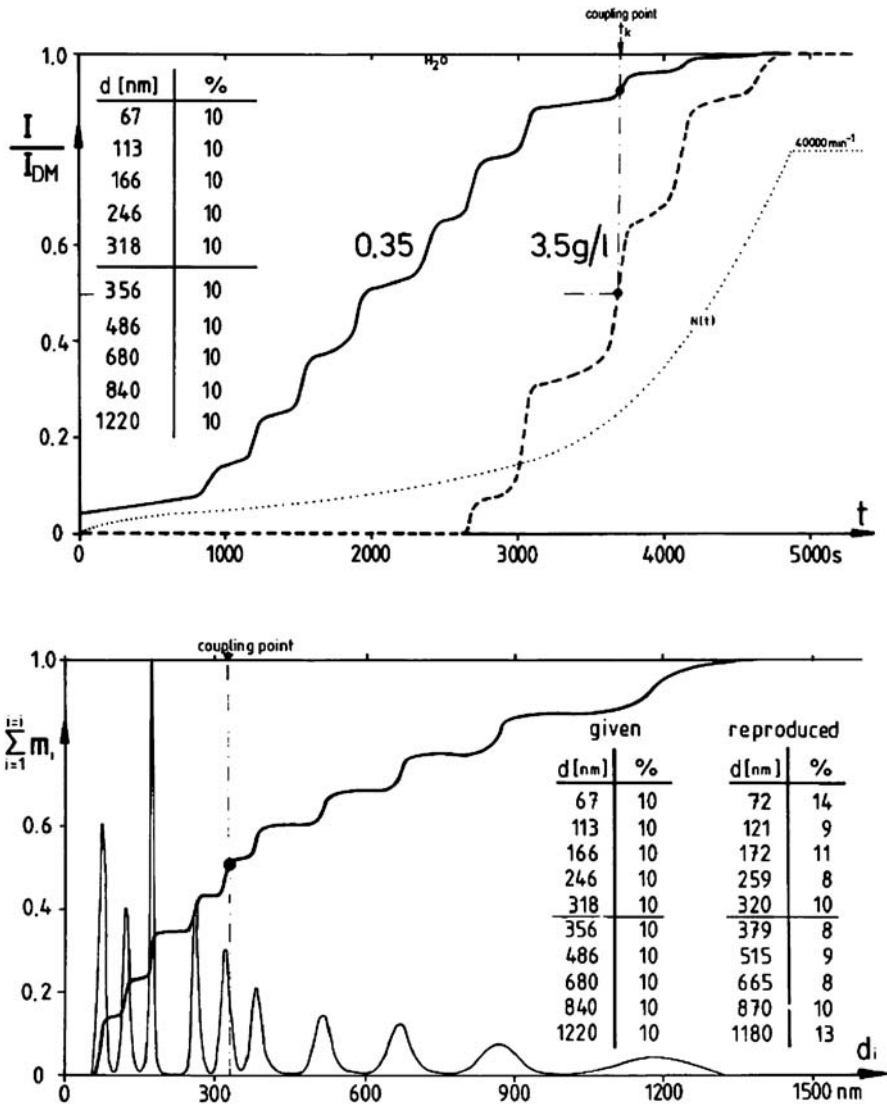 coupling point
t_k
H₂O
1.0
0.8
0.6
0.4
0.2
0
I
I_DM
d [nm] %
67 10
113 10
166 10
246 10
318 10
356 10
486 10
680 10
840 10
1220 10
0.35
3.5g/l
40000min⁻¹
N(t)
t
0 1000 2000 3000 4000 5000s
coupling point
1.0
0.8
0.6
0.4
0.2
0
i=i
Σ m_i
i=1
given reproduced
d[nm] % d[nm] %
67 10 72 14
113 10 121 9
166 10 172 11
246 10 259 8
318 10 320 10
356 10 379 8
486 10 515 9
680 10 665 8
840 10 870 10
1220 10 1180 13
d_i
0 300 600 900 1200 1500 nm